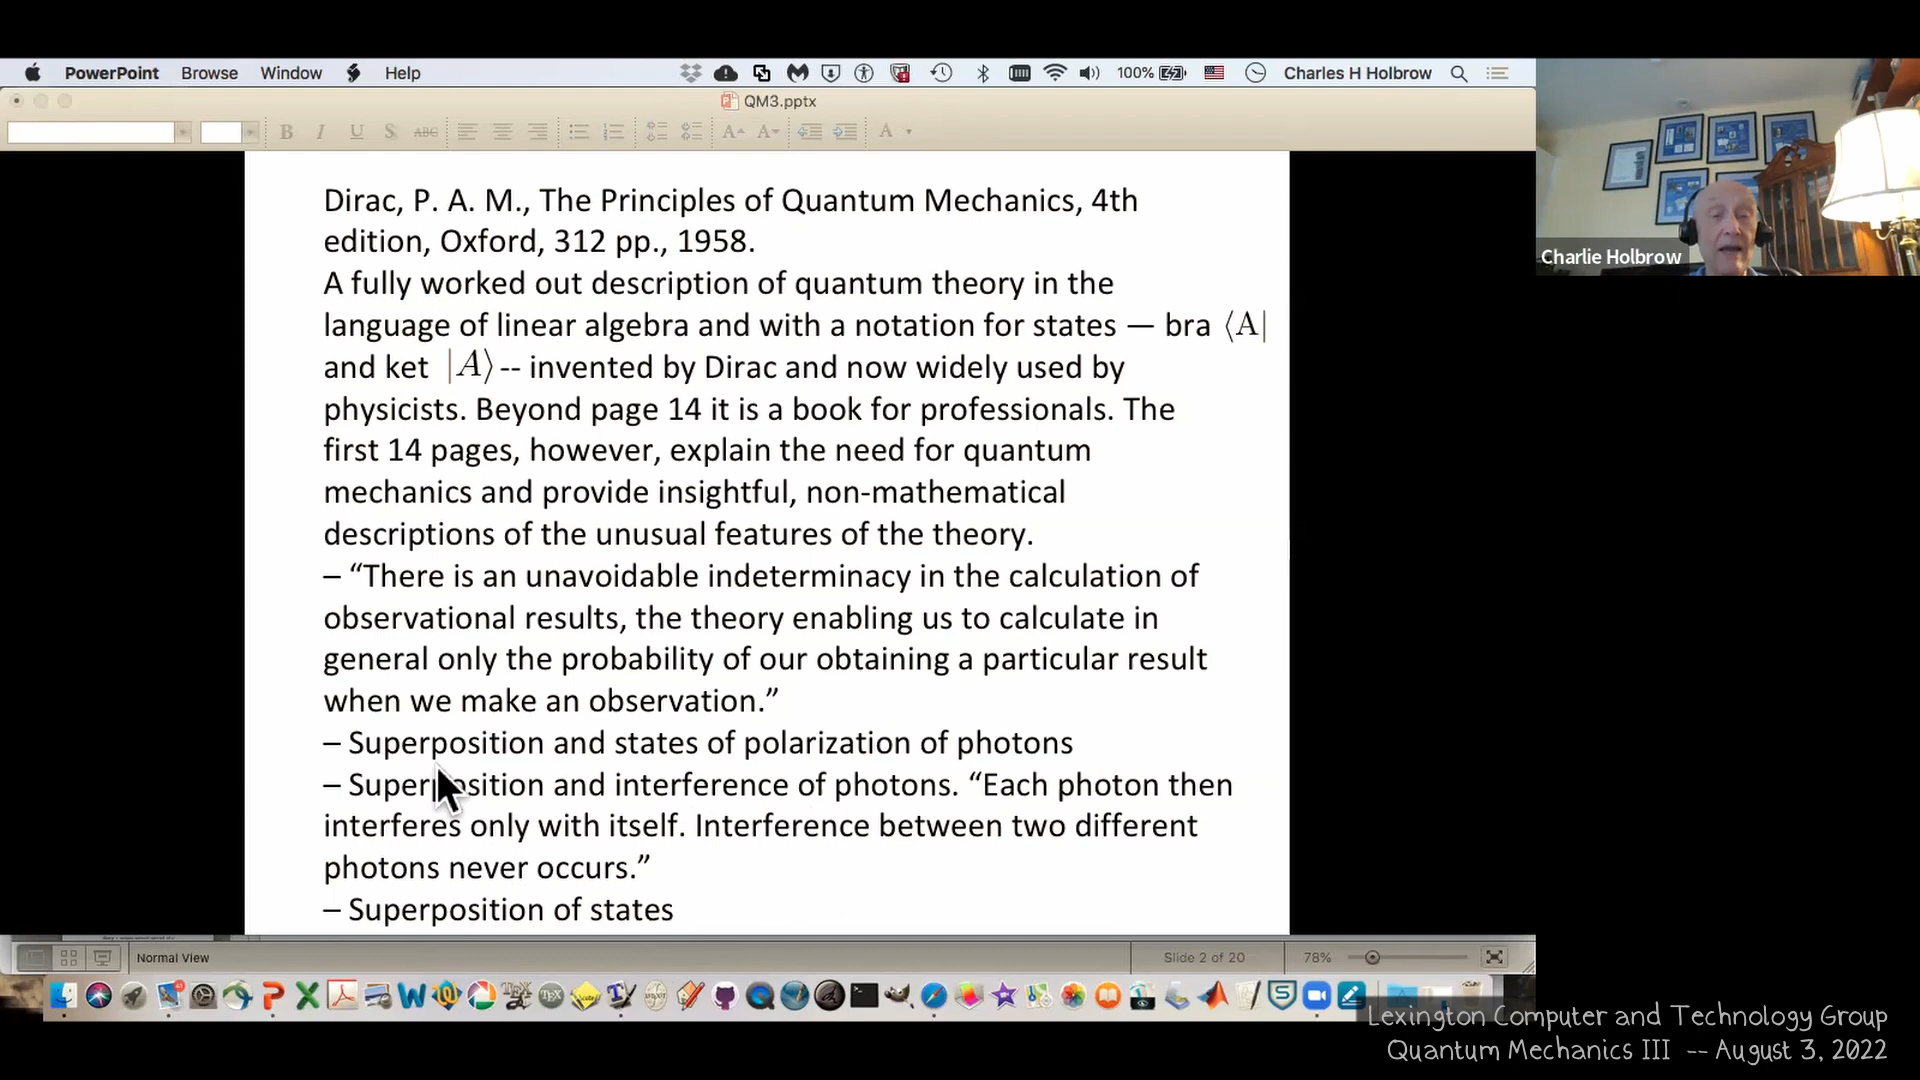 PowerPoint Browse Window Help 100% Charles H Holbrow
QM3.pptx
B I U S ABC A A A
Dirac, P. A. M., The Principles of Quantum Mechanics, 4th
edition, Oxford, 312 pp., 1958.
A fully worked out description of quantum theory in the
language of linear algebra and with a notation for states — bra ⟨A|
and ket |A⟩ -- invented by Dirac and now widely used by
physicists. Beyond page 14 it is a book for professionals. The
first 14 pages, however, explain the need for quantum
mechanics and provide insightful, non-mathematical
descriptions of the unusual features of the theory.
– “There is an unavoidable indeterminacy in the calculation of
observational results, the theory enabling us to calculate in
general only the probability of our obtaining a particular result
when we make an observation.”
– Superposition and states of polarization of photons
– Superposition and interference of photons. “Each photon then
interferes only with itself. Interference between two different
photons never occurs.”
– Superposition of states
Charlie Holbrow
Normal View Slide 2 of 20 78%
Lexington Computer and Technology Group
Quantum Mechanics III -- August 3, 2022